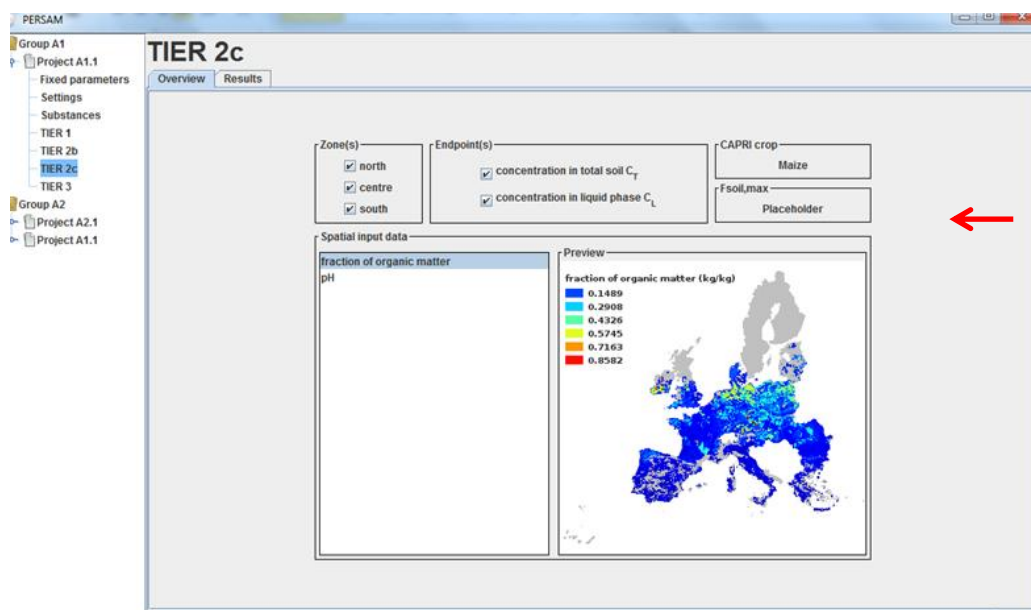 PERSAM
Group A1
Project A1.1
Fixed parameters
Settings
Substances
TIER 1
TIER 2b
TIER 2c
TIER 3
Group A2
Project A2.1
Project A1.1
TIER 2c
Overview Results
Zone(s)
north
centre
south
Endpoint(s)
concentration in total soil C_T
concentration in liquid phase C_L
CAPRI crop
Maize
Fsoil,max
Placeholder
Spatial input data
fraction of organic matter
pH
Preview
fraction of organic matter (kg/kg)
0.1489
0.2908
0.4326
0.5745
0.7163
0.8582